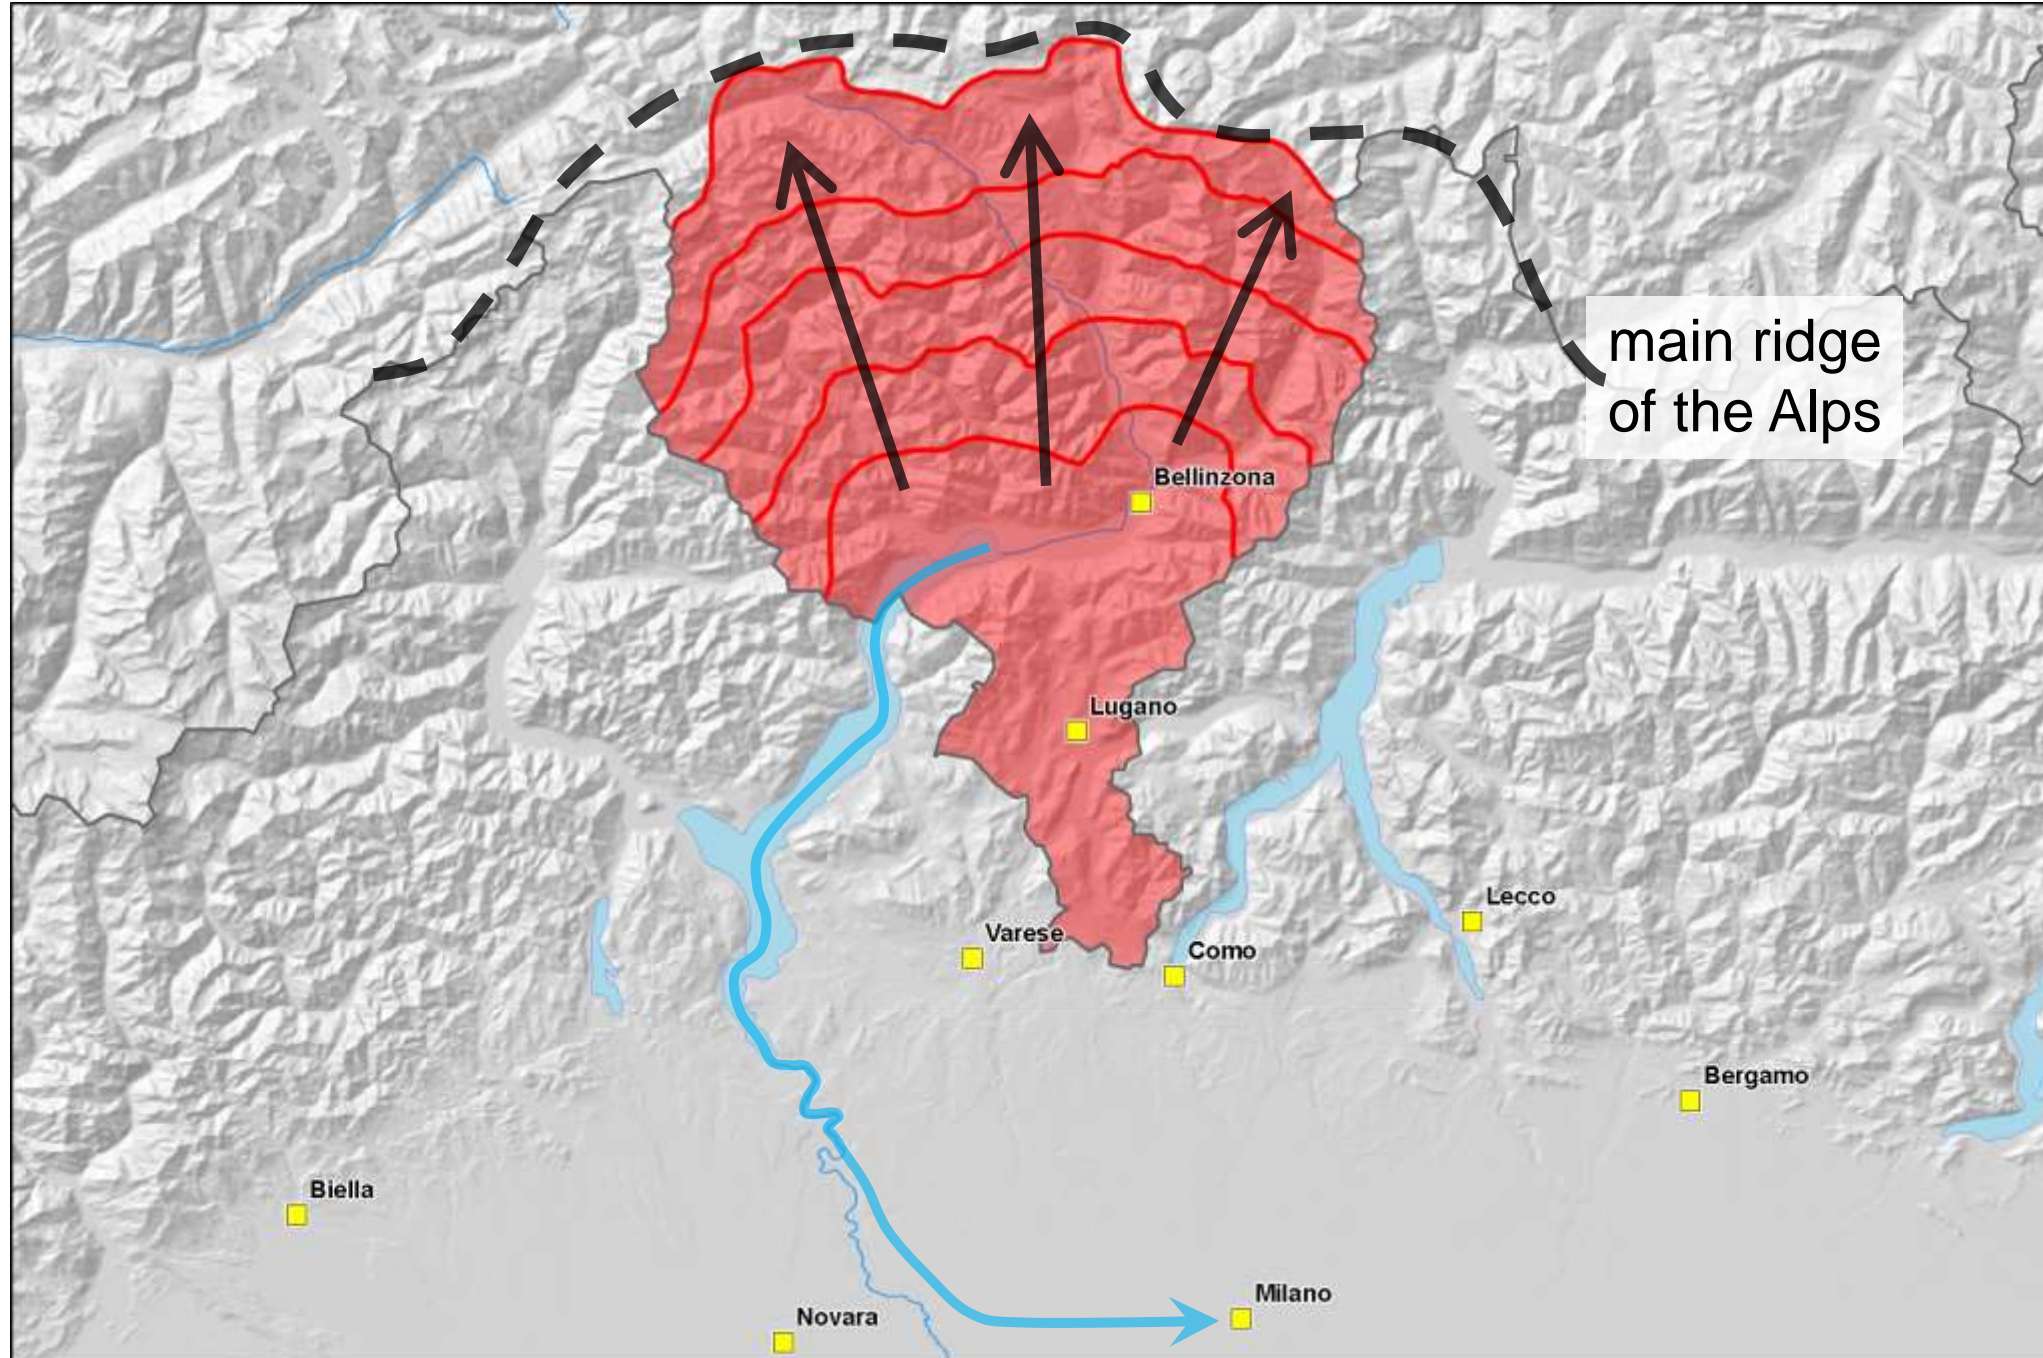 main ridge
of the Alps
Bellinzona
Lugano
Lecco
Varese
Como
Bergamo
Biella
Milano
Novara